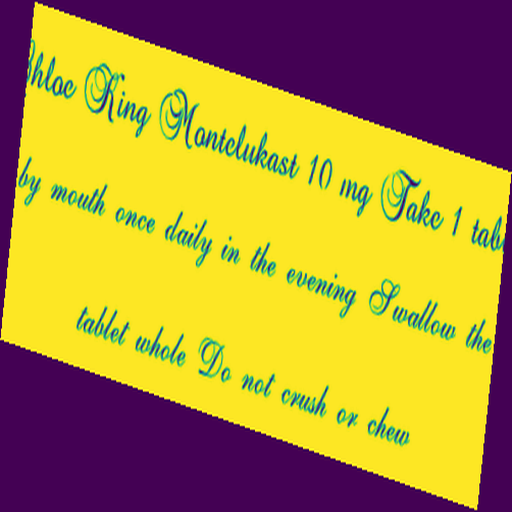 Chloe King Montelukast 10 mg Take 1 tablet
by mouth once daily in the evening Swallow the
tablet whole Do not crush or chew